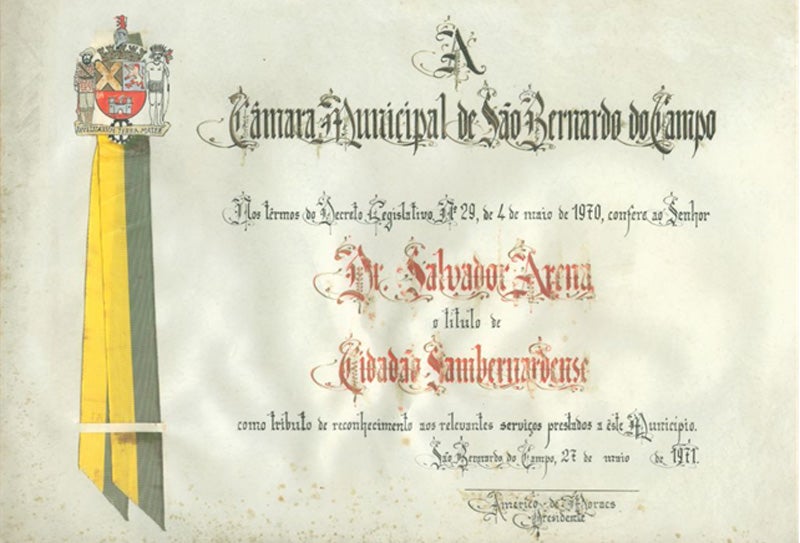 A
Câmara Municipal de São Bernardo do Campo
Nos têrmos do Decreto Legislativo Nº 29, de 4 de maio de 1970, confere ao Senhor
Dr. Salvador Arena
o título de
Cidadão Sambernardense
como tributo de reconhecimento aos relevantes serviços prestados a êste Município.
São Bernardo do Campo, 27 de maio de 1971.
Americo de Moraes
Presidente